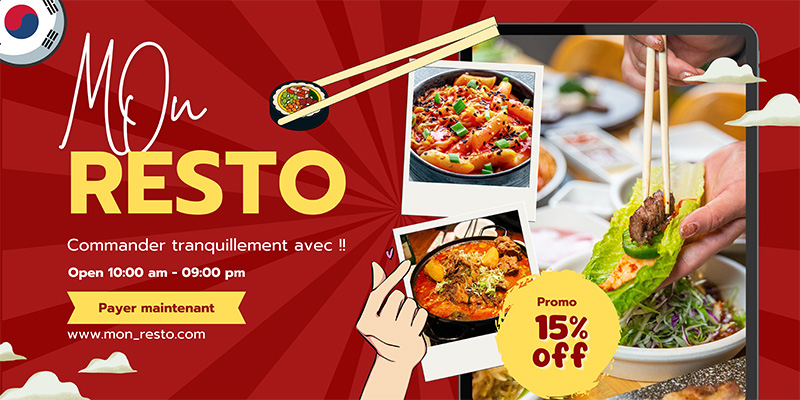 MOn
RESTO
Commander tranquillement avec !!
Open 10:00 am - 09:00 pm
Payer maintenant
www.mon_resto.com
Promo
15%
off